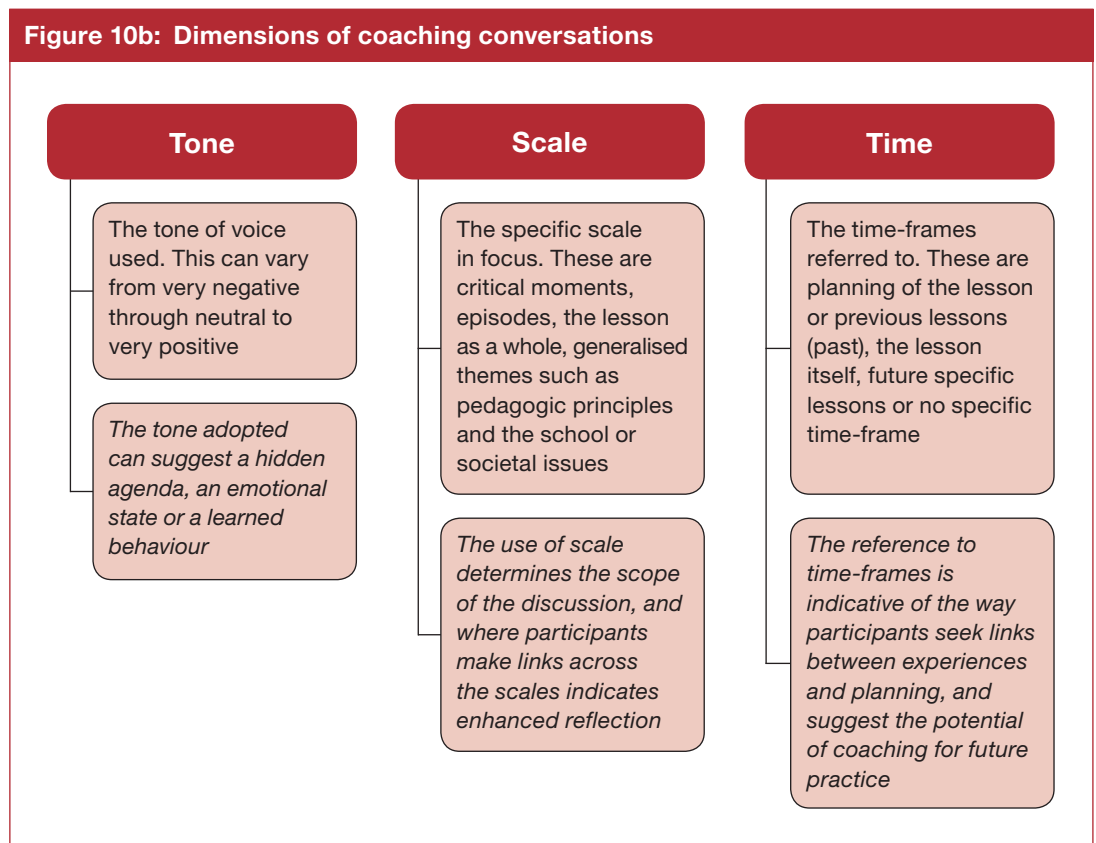 Figure 10b: Dimensions of coaching conversations
Tone
The tone of voice
used. This can vary
from very negative
through neutral to
very positive
The tone adopted
can suggest a hidden
agenda, an emotional
state or a learned
behaviour
Scale
The specific scale
in focus. These are
critical moments,
episodes, the lesson
as a whole, generalised
themes such as
pedagogic principles
and the school or
societal issues
The use of scale
determines the scope
of the discussion, and
where participants
make links across
the scales indicates
enhanced reflection
Time
The time-frames
referred to. These are
planning of the lesson
or previous lessons
(past), the lesson
itself, future specific
lessons or no specific
time-frame
The reference to
time-frames is
indicative of the way
participants seek links
between experiences
and planning, and
suggest the potential
of coaching for future
practice